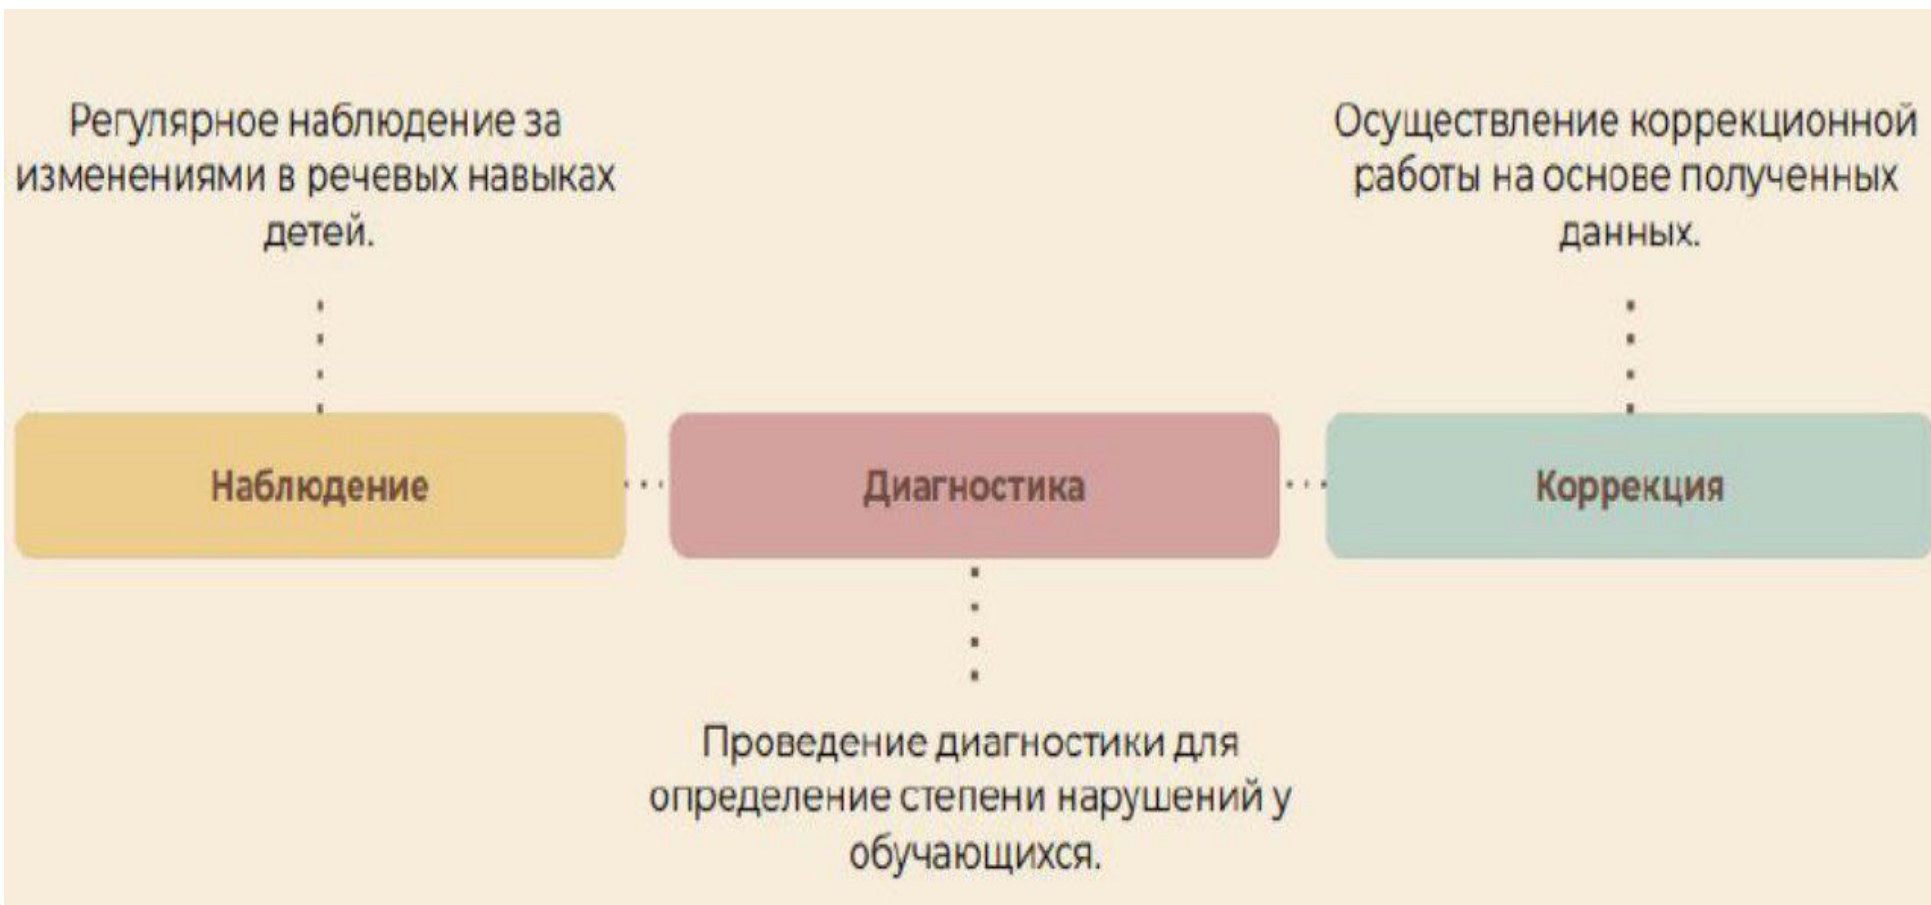 Регулярное наблюдение за
изменениями в речевых навыках
детей.
Осуществление коррекционной
работы на основе полученных
данных.
Наблюдение
Диагностика
Коррекция
Проведение диагностики для
определение степени нарушений у
обучающихся.